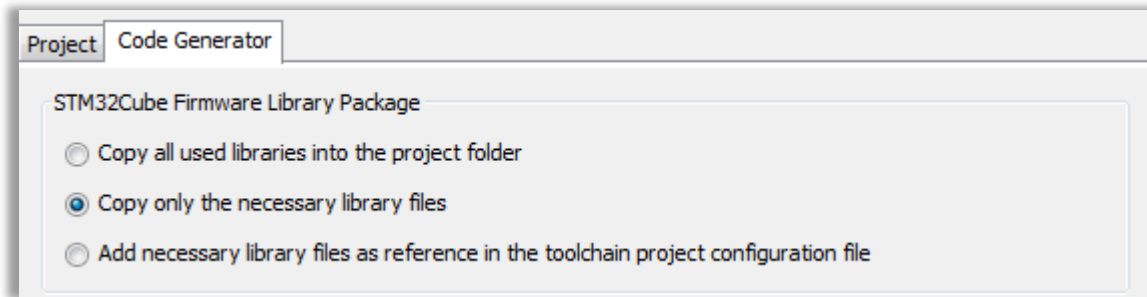 Project Code Generator
STM32Cube Firmware Library Package
Copy all used libraries into the project folder
Copy only the necessary library files
Add necessary library files as reference in the toolchain project configuration file